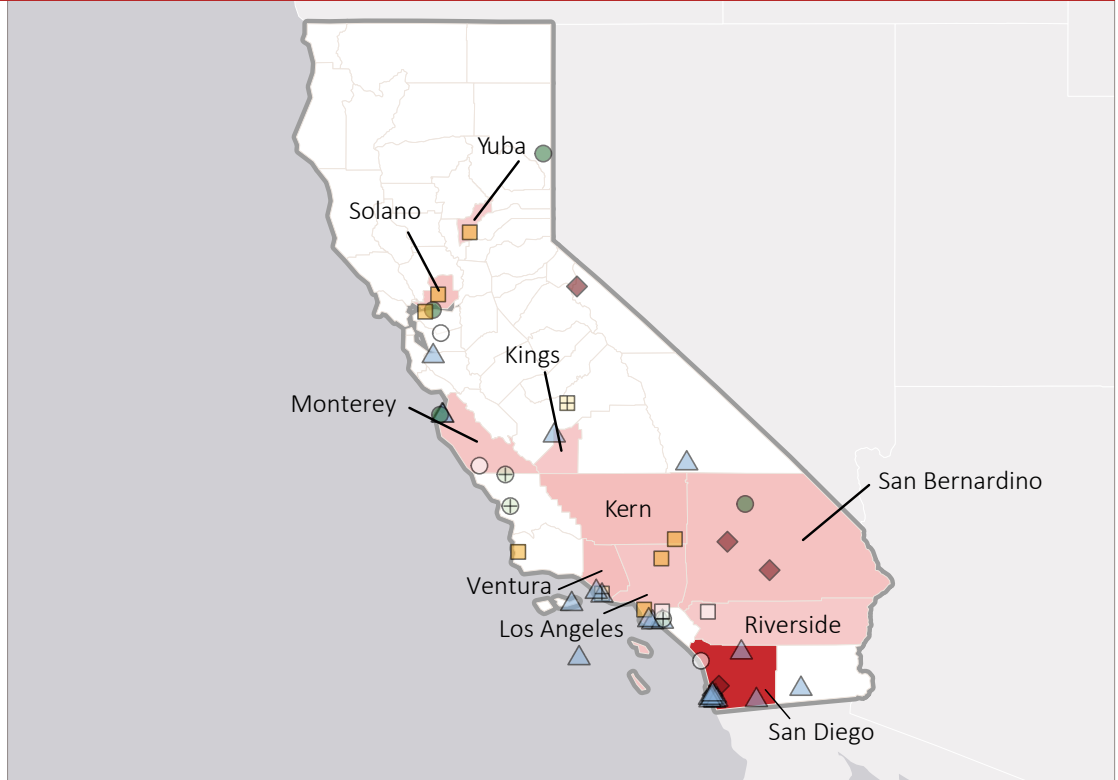 Yuba
Solano
Kings
Monterey
San Bernardino
Kern
Ventura
Los Angeles
Riverside
San Diego